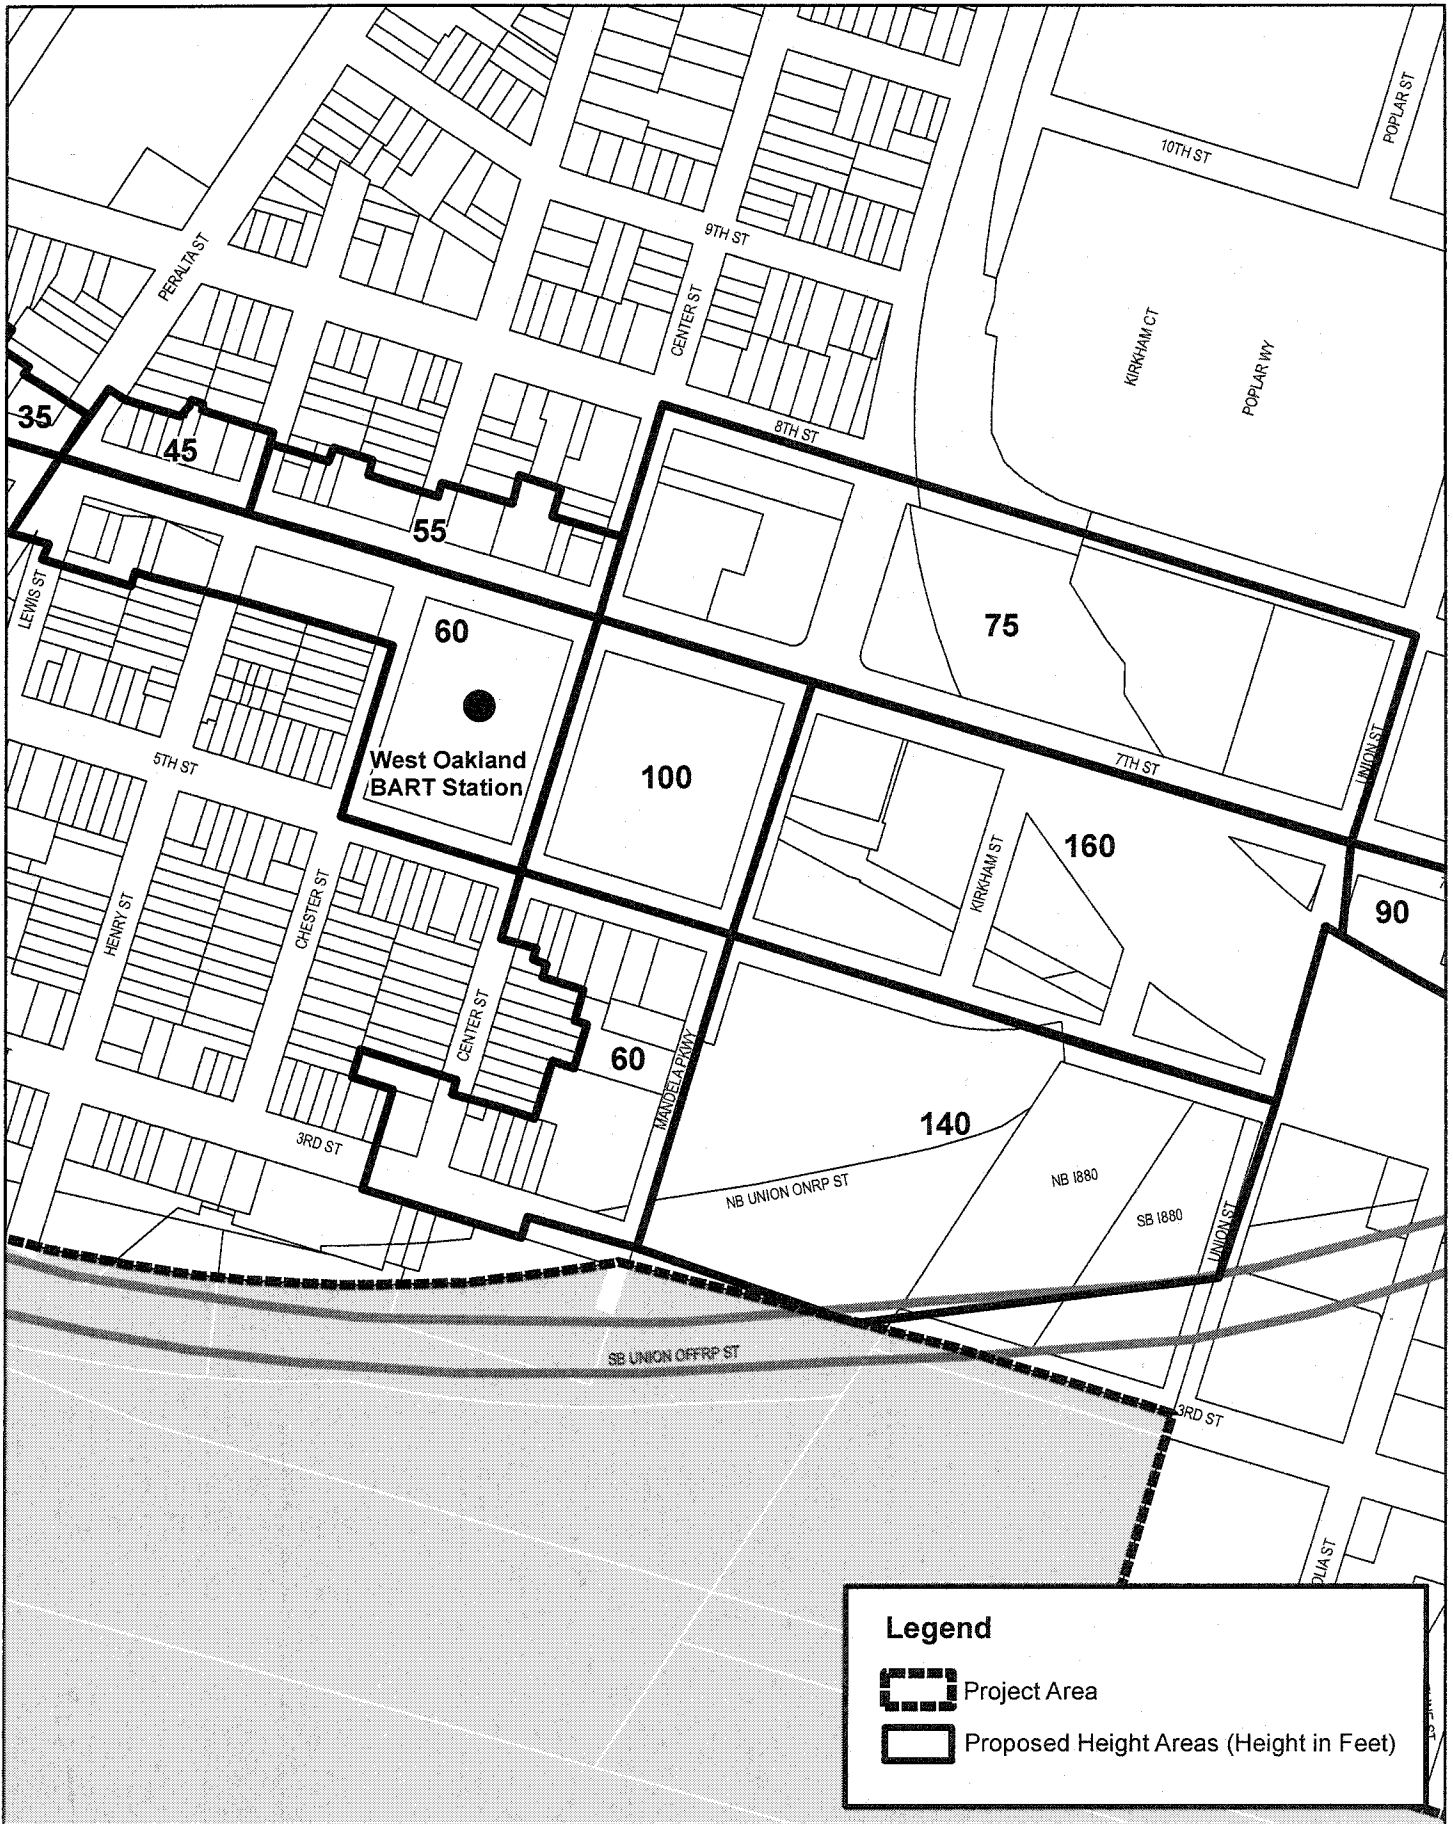 POPLAR ST
10TH ST
9TH ST
PERALTA ST
CENTER ST
KIRKHAM CT
POPLAR WY
35
45
8TH ST
55
LEWIS ST
60
75
West Oakland
BART Station
5TH ST
100
7TH ST
UNION ST
160
KIRKHAM ST
90
HENRY ST
CHESTER ST
CENTER ST
60
MANDELA PKWY
140
3RD ST
NB UNION ONRP ST
NB I880
SB I880
UNION ST
SB UNION OFFRP ST
3RD ST
OLIA ST
Legend
Project Area
Proposed Height Areas (Height in Feet)